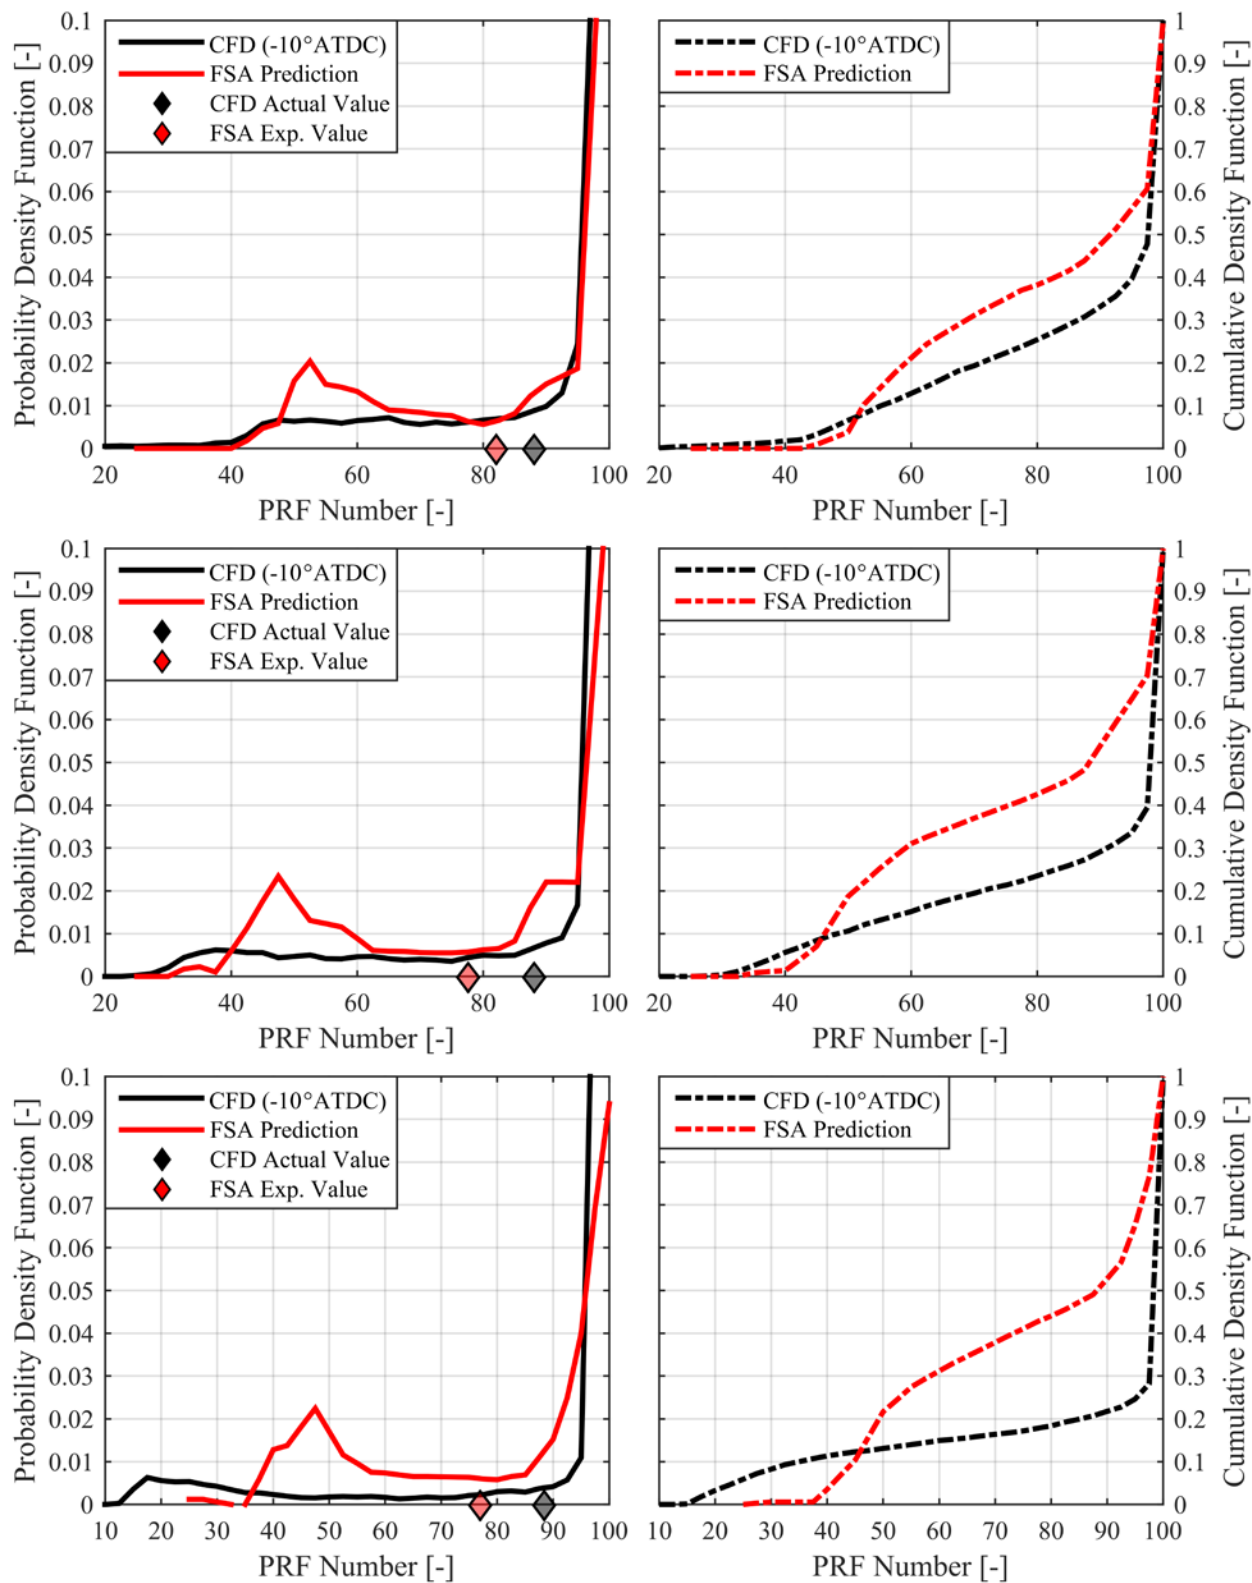 Probability Density Function [-]
0.1
0.09
0.08
0.07
0.06
0.05
0.04
0.03
0.02
0.01
0
CFD (-10°ATDC)
FSA Prediction
CFD Actual Value
FSA Exp. Value
20 40 60 80 100
PRF Number [-]
CFD (-10°ATDC)
FSA Prediction
1
0.9
0.8
0.7
0.6
0.5
0.4
0.3
0.2
0.1
0
Cumulative Density Function [-]
20 40 60 80 100
PRF Number [-]
Probability Density Function [-]
0.1
0.09
0.08
0.07
0.06
0.05
0.04
0.03
0.02
0.01
0
CFD (-10°ATDC)
FSA Prediction
CFD Actual Value
FSA Exp. Value
20 40 60 80 100
PRF Number [-]
CFD (-10°ATDC)
FSA Prediction
1
0.9
0.8
0.7
0.6
0.5
0.4
0.3
0.2
0.1
0
Cumulative Density Function [-]
20 40 60 80 100
PRF Number [-]
Probability Density Function [-]
0.1
0.09
0.08
0.07
0.06
0.05
0.04
0.03
0.02
0.01
0
CFD (-10°ATDC)
FSA Prediction
CFD Actual Value
FSA Exp. Value
10 20 30 40 50 60 70 80 90 100
PRF Number [-]
CFD (-10°ATDC)
FSA Prediction
1
0.9
0.8
0.7
0.6
0.5
0.4
0.3
0.2
0.1
0
Cumulative Density Function [-]
10 20 30 40 50 60 70 80 90 100
PRF Number [-]